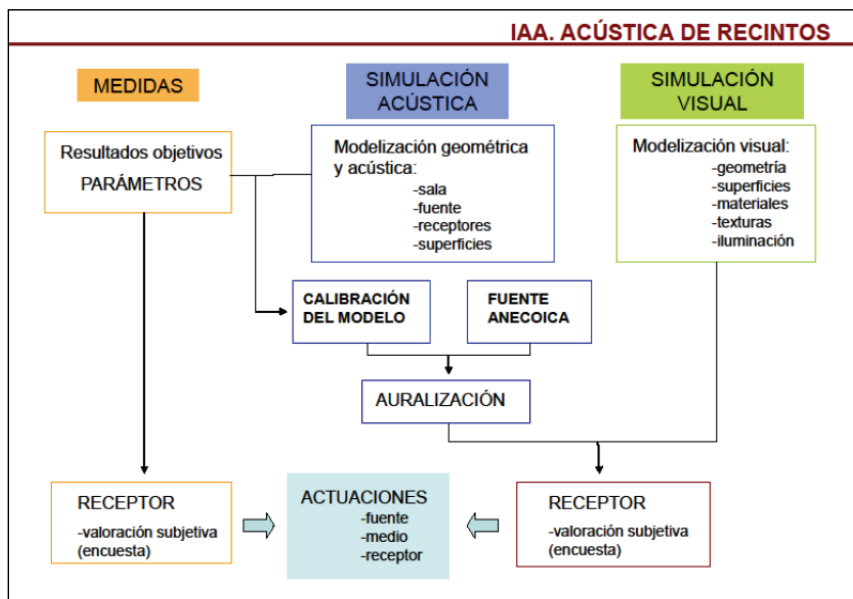 IAA. ACÚSTICA DE RECINTOS
MEDIDAS
SIMULACIÓN
ACÚSTICA
SIMULACIÓN
VISUAL
Resultados objetivos
PARÁMETROS
Modelización geométrica
y acústica:
-sala
-fuente
-receptores
-superficies
Modelización visual:
-geometría
-superficies
-materiales
-texturas
-iluminación
CALIBRACIÓN
DEL MODELO
FUENTE
ANECOICA
AURALIZACIÓN
RECEPTOR
-valoración subjetiva
(encuesta)
ACTUACIONES
-fuente
-medio
-receptor
RECEPTOR
-valoración subjetiva
(encuesta)